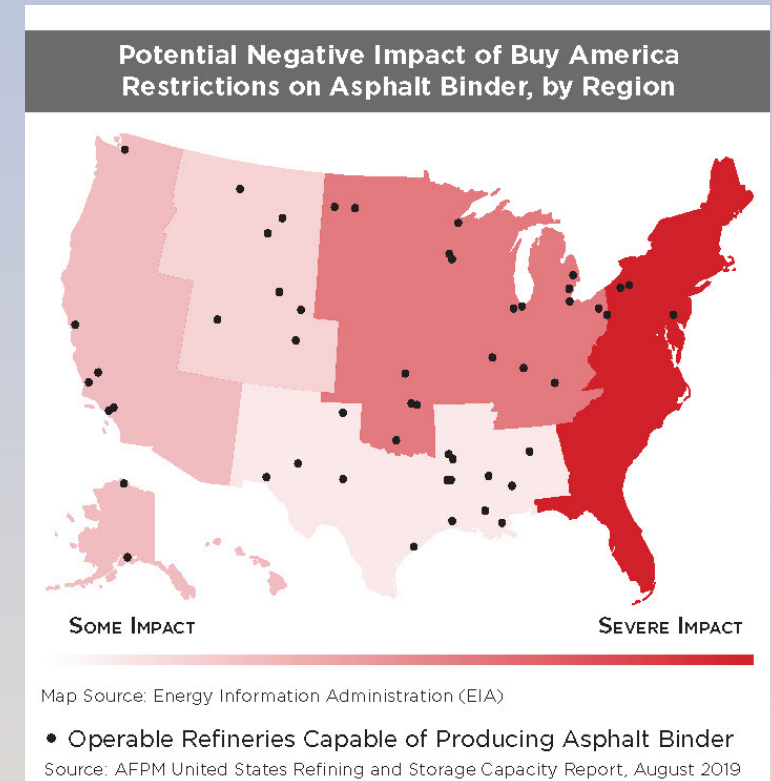 Potential Negative Impact of Buy America
Restrictions on Asphalt Binder, by Region
Some Impact
Severe Impact
Map Source: Energy Information Administration (EIA)
• Operable Refineries Capable of Producing Asphalt Binder
Source: AFPM United States Refining and Storage Capacity Report, August 2019